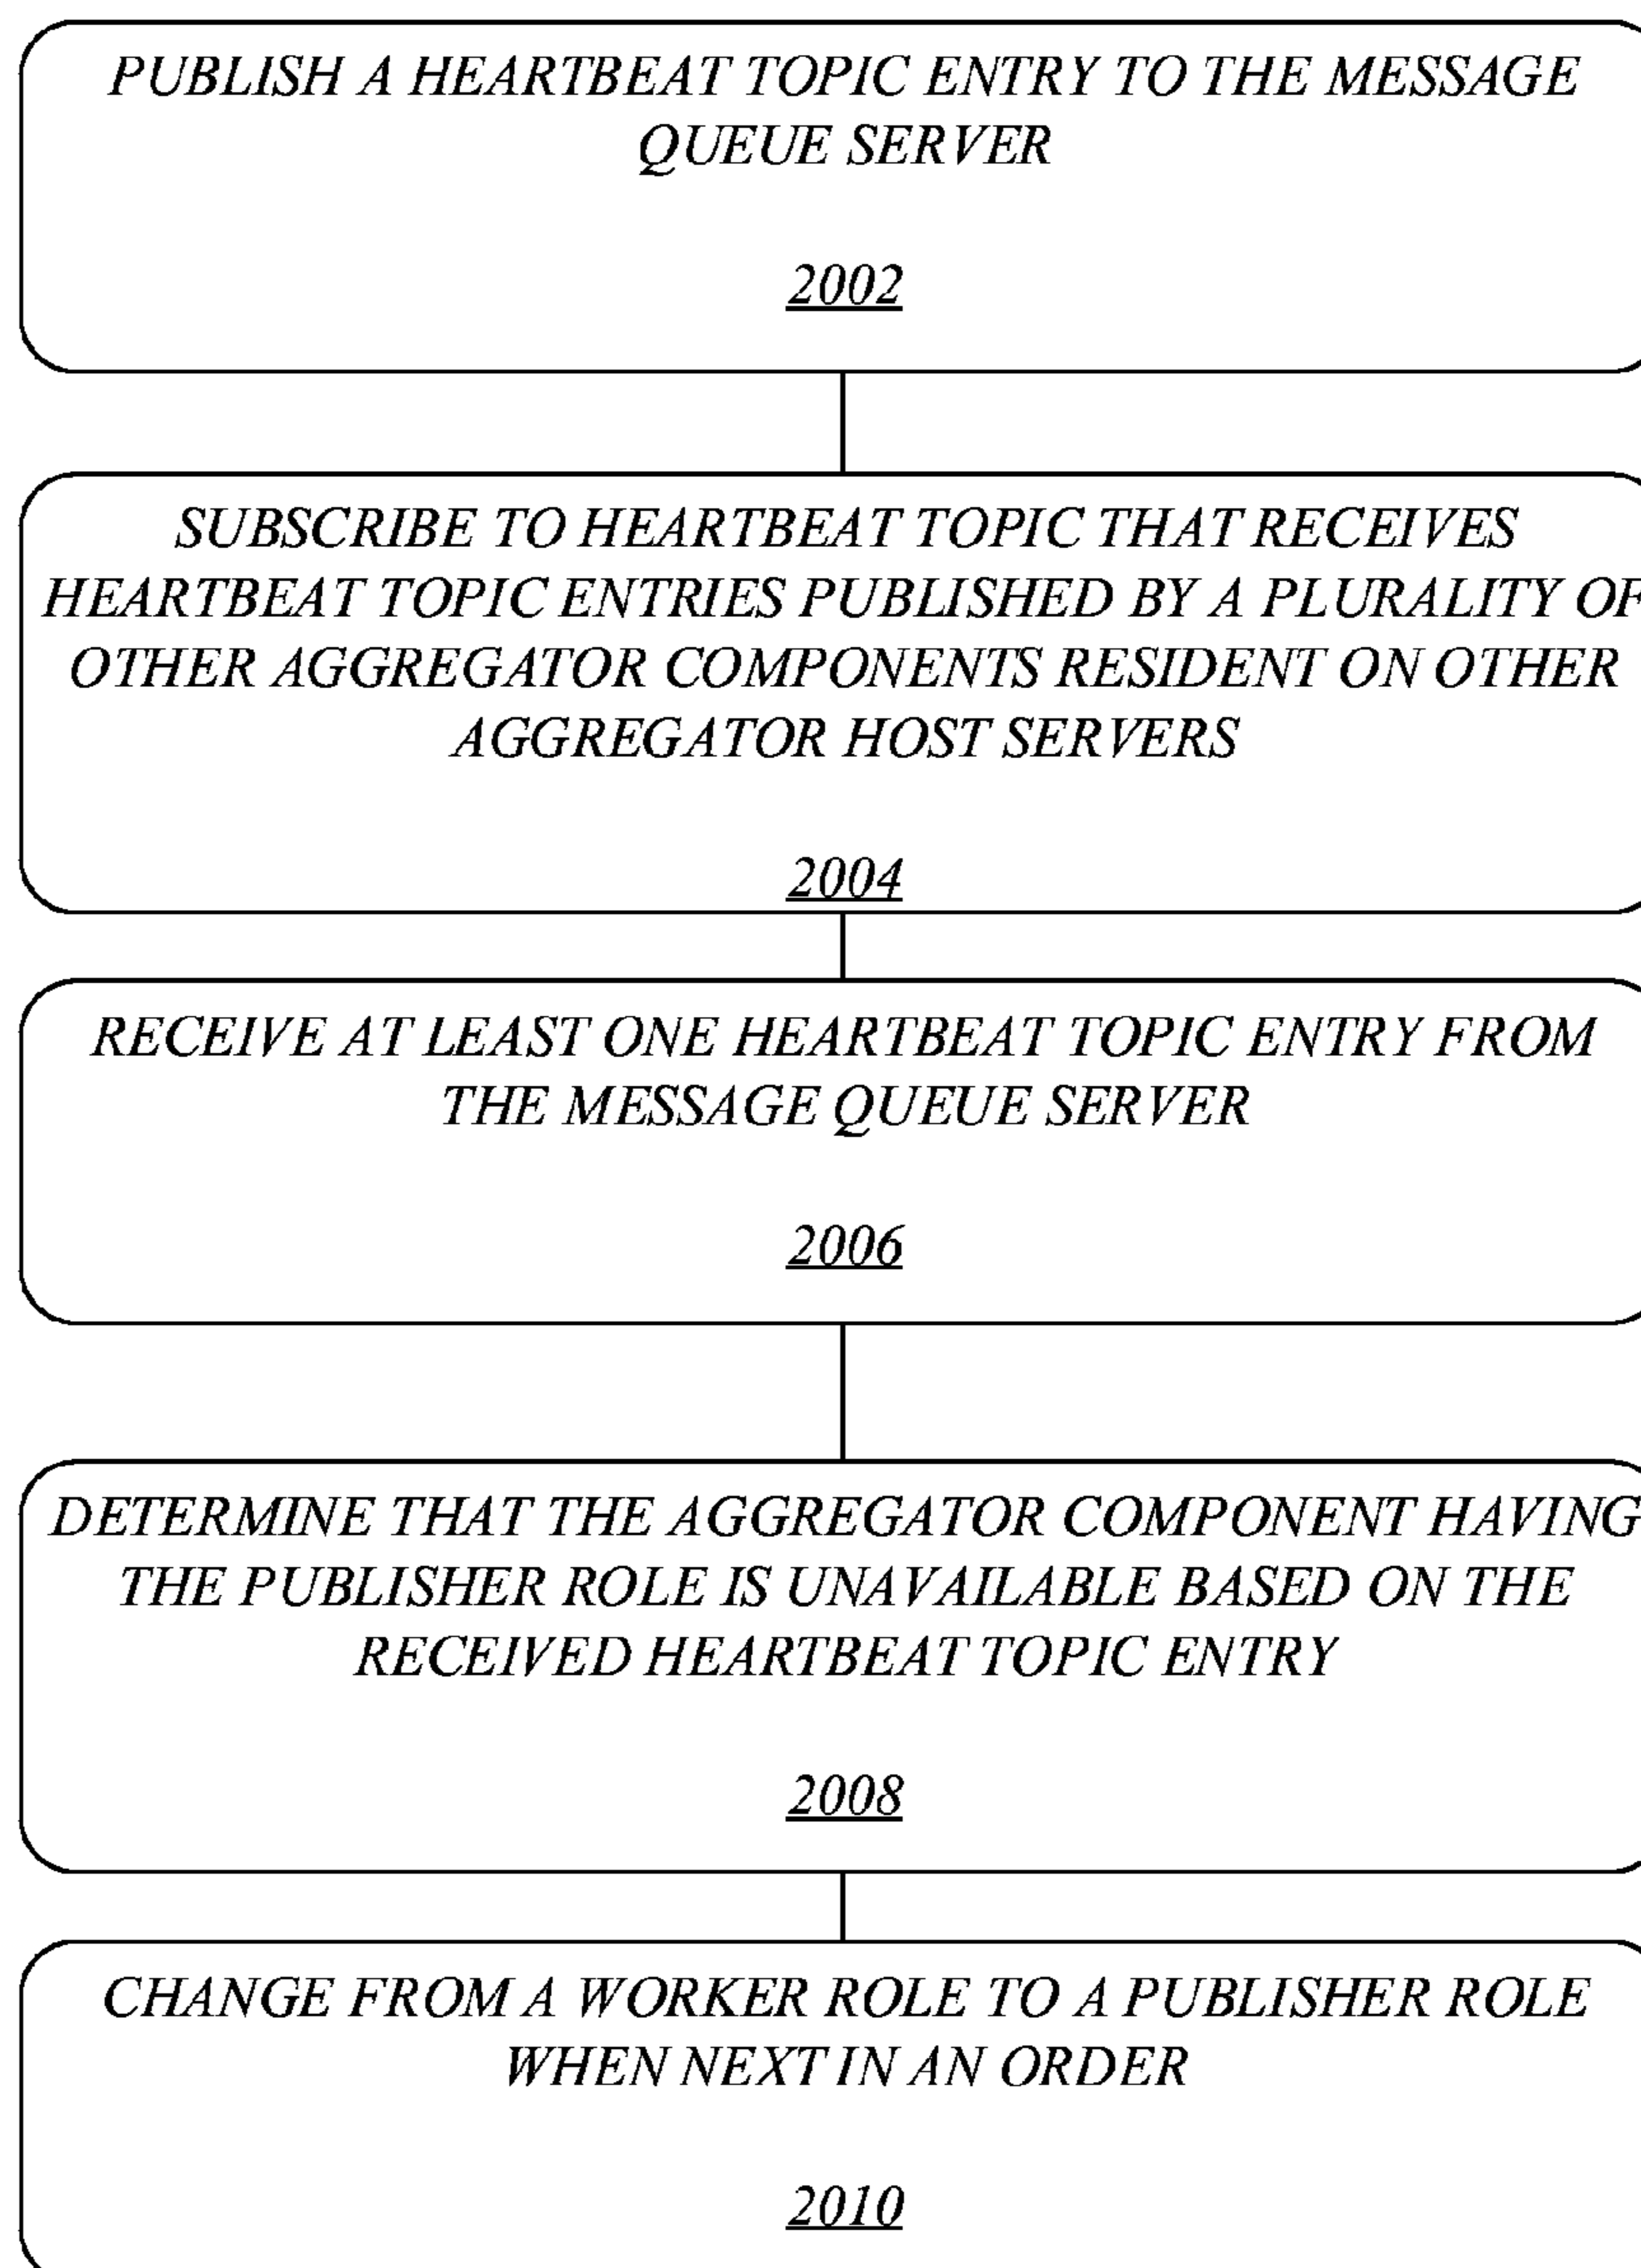 PUBLISH A HEARTBEAT TOPIC ENTRY TO THE MESSAGE
QUEUE SERVER
2002
SUBSCRIBE TO HEARTBEAT TOPIC THAT RECEIVES
HEARTBEAT TOPIC ENTRIES PUBLISHED BY A PLURALITY OF
OTHER AGGREGATOR COMPONENTS RESIDENT ON OTHER
AGGREGATOR HOST SERVERS
2004
RECEIVE AT LEAST ONE HEARTBEAT TOPIC ENTRY FROM
THE MESSAGE QUEUE SERVER
2006
DETERMINE THAT THE AGGREGATOR COMPONENT HAVING
THE PUBLISHER ROLE IS UNAVAILABLE BASED ON THE
RECEIVED HEARTBEAT TOPIC ENTRY
2008
CHANGE FROM A WORKER ROLE TO A PUBLISHER ROLE
WHEN NEXT IN AN ORDER
2010